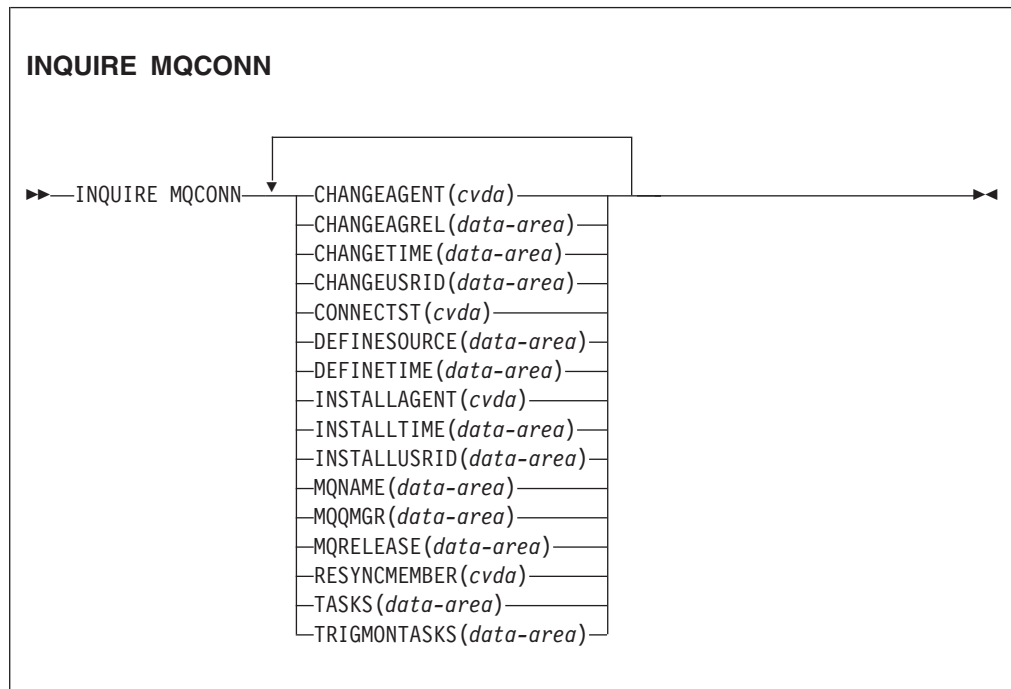 INQUIRE MQCONN
INQUIRE MQCONN CHANGEAGENT(cvda)
CHANGEAGREL(data-area)
CHANGETIME(data-area)
CHANGEUSRID(data-area)
CONNECTST(cvda)
DEFINESOURCE(data-area)
DEFINETIME(data-area)
INSTALLAGENT(cvda)
INSTALLTIME(data-area)
INSTALLUSRID(data-area)
MQNAME(data-area)
MQQMGR(data-area)
MQRELEASE(data-area)
RESYNCMEMBER(cvda)
TASKS(data-area)
TRIGMONTASKS(data-area)